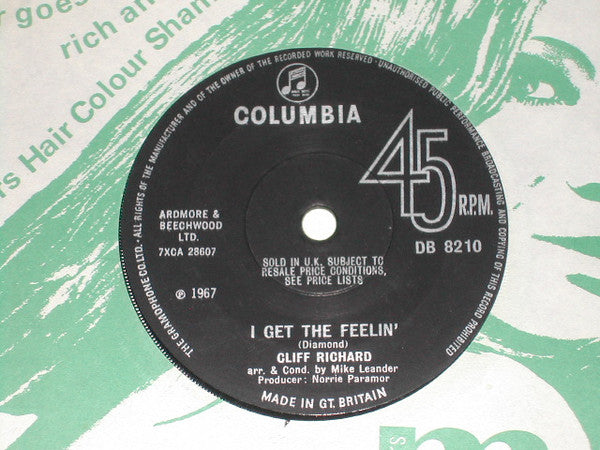 r goes
rich an
rs Hair Colour Sham
ALL RIGHTS OF THE MANUFACTURER AND OF THE OWNER OF THE RECORDED WORK RESERVED · UNAUTHORISED PUBLIC PERFORMANCE BROADCASTING AND COPYING OF THIS RECORD PROHIBITED
THE GRAMOPHONE CO. LTD. ·
COLUMBIA
45
R.P.M.
DB 8210
ARDMORE &
BEECHWOOD
LTD.
7XCA 28607
℗ 1967
SOLD IN U.K. SUBJECT TO
RESALE PRICE CONDITIONS,
SEE PRICE LISTS
I GET THE FEELIN'
(Diamond)
CLIFF RICHARD
arr. & Cond. by Mike Leander
Producer: Norrie Paramor
MADE IN GT. BRITAIN